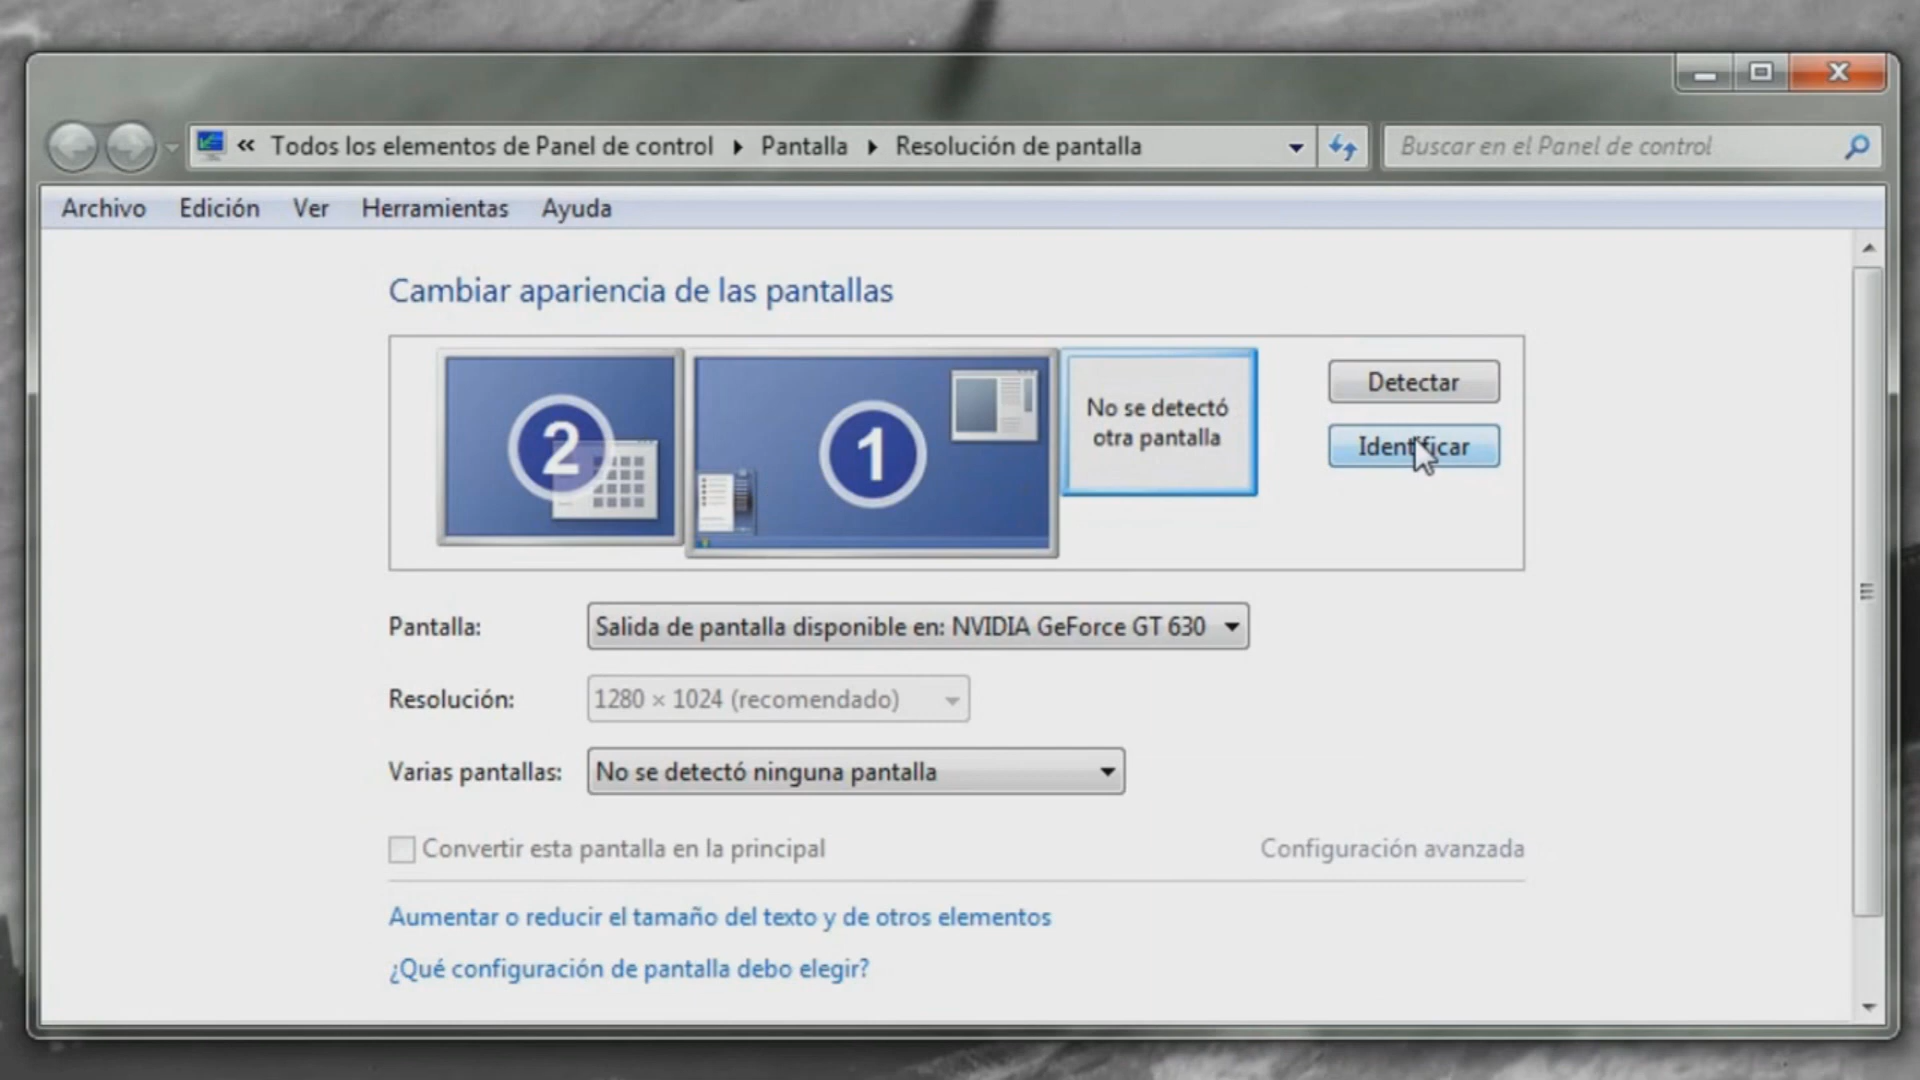 « Todos los elementos de Panel de control ▸ Pantalla ▸ Resolución de pantalla
Buscar en el Panel de control
Archivo Edición Ver Herramientas Ayuda
Cambiar apariencia de las pantallas
2
1
No se detectó
otra pantalla
Detectar
Identificar
Pantalla: Salida de pantalla disponible en: NVIDIA GeForce GT 630
Resolución: 1280 × 1024 (recomendado)
Varias pantallas: No se detectó ninguna pantalla
Convertir esta pantalla en la principal
Configuración avanzada
Aumentar o reducir el tamaño del texto y de otros elementos
¿Qué configuración de pantalla debo elegir?